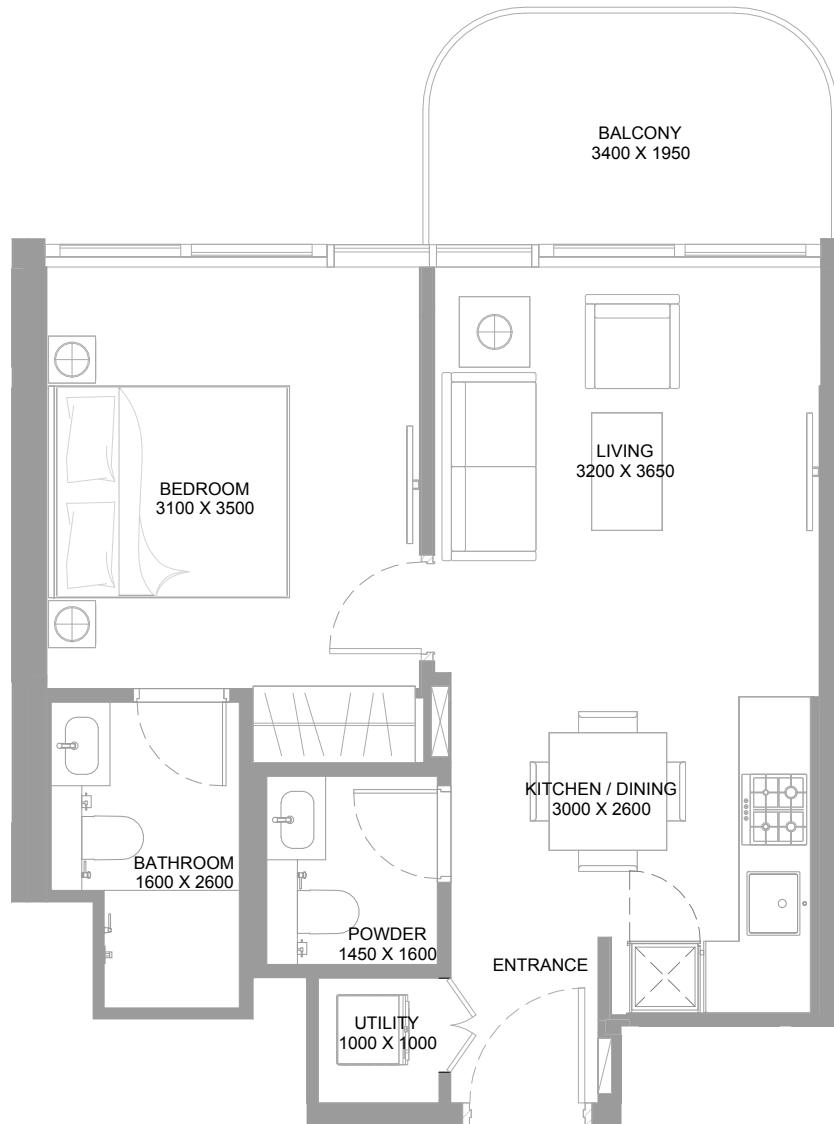 BALCONY
3400 X 1950
LIVING
3200 X 3650
BEDROOM
3100 X 3500
KITCHEN / DINING
3000 X 2600
BATHROOM
1600 X 2600
POWDER
1450 X 1600
ENTRANCE
UTILITY
1000 X 1000